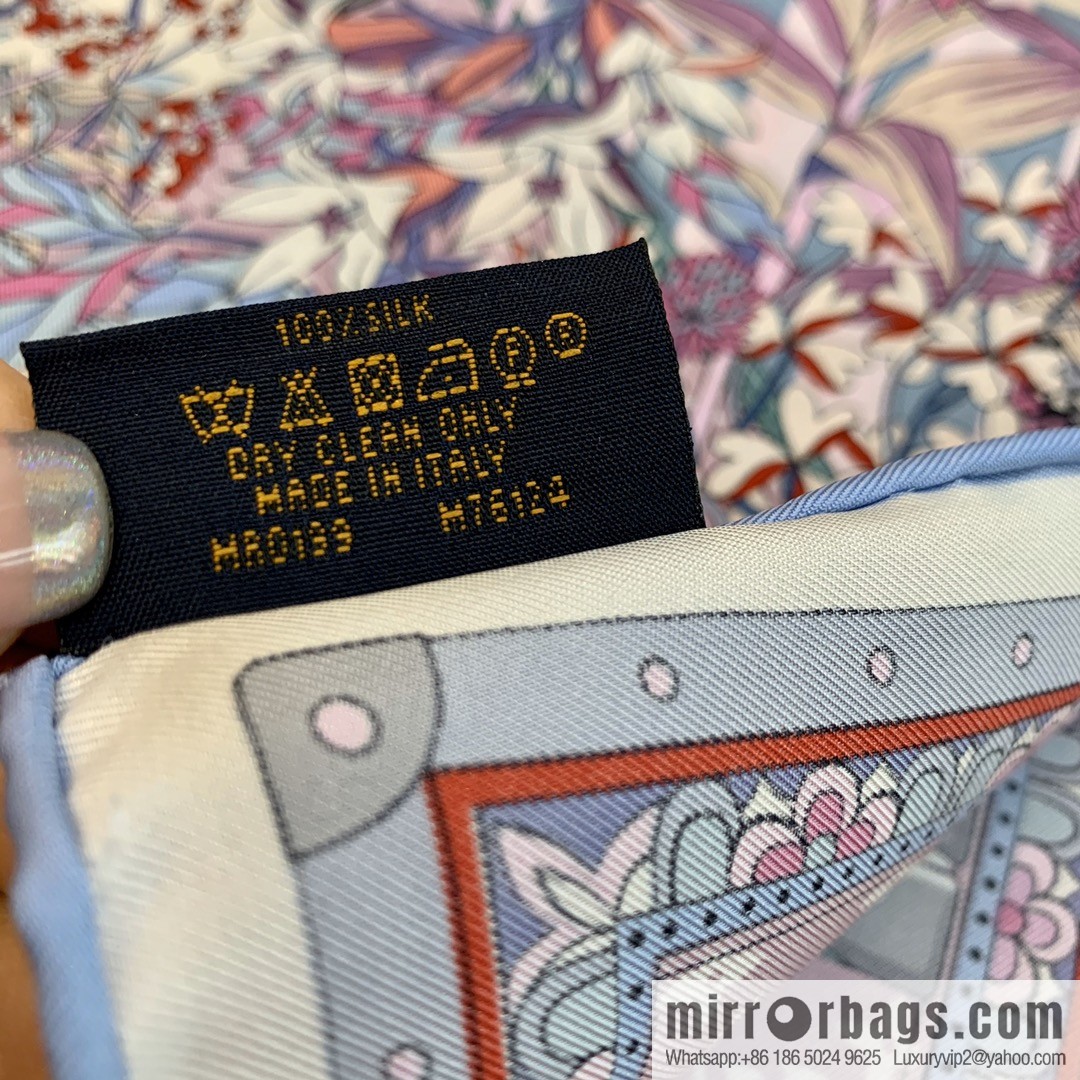 100% SILK
F R
DRY CLEAN ONLY
MADE IN ITALY
MR0199 M76124
mirrorbags.com
Whatsapp:+86 186 5024 9625 Luxuryvip2@yahoo.com